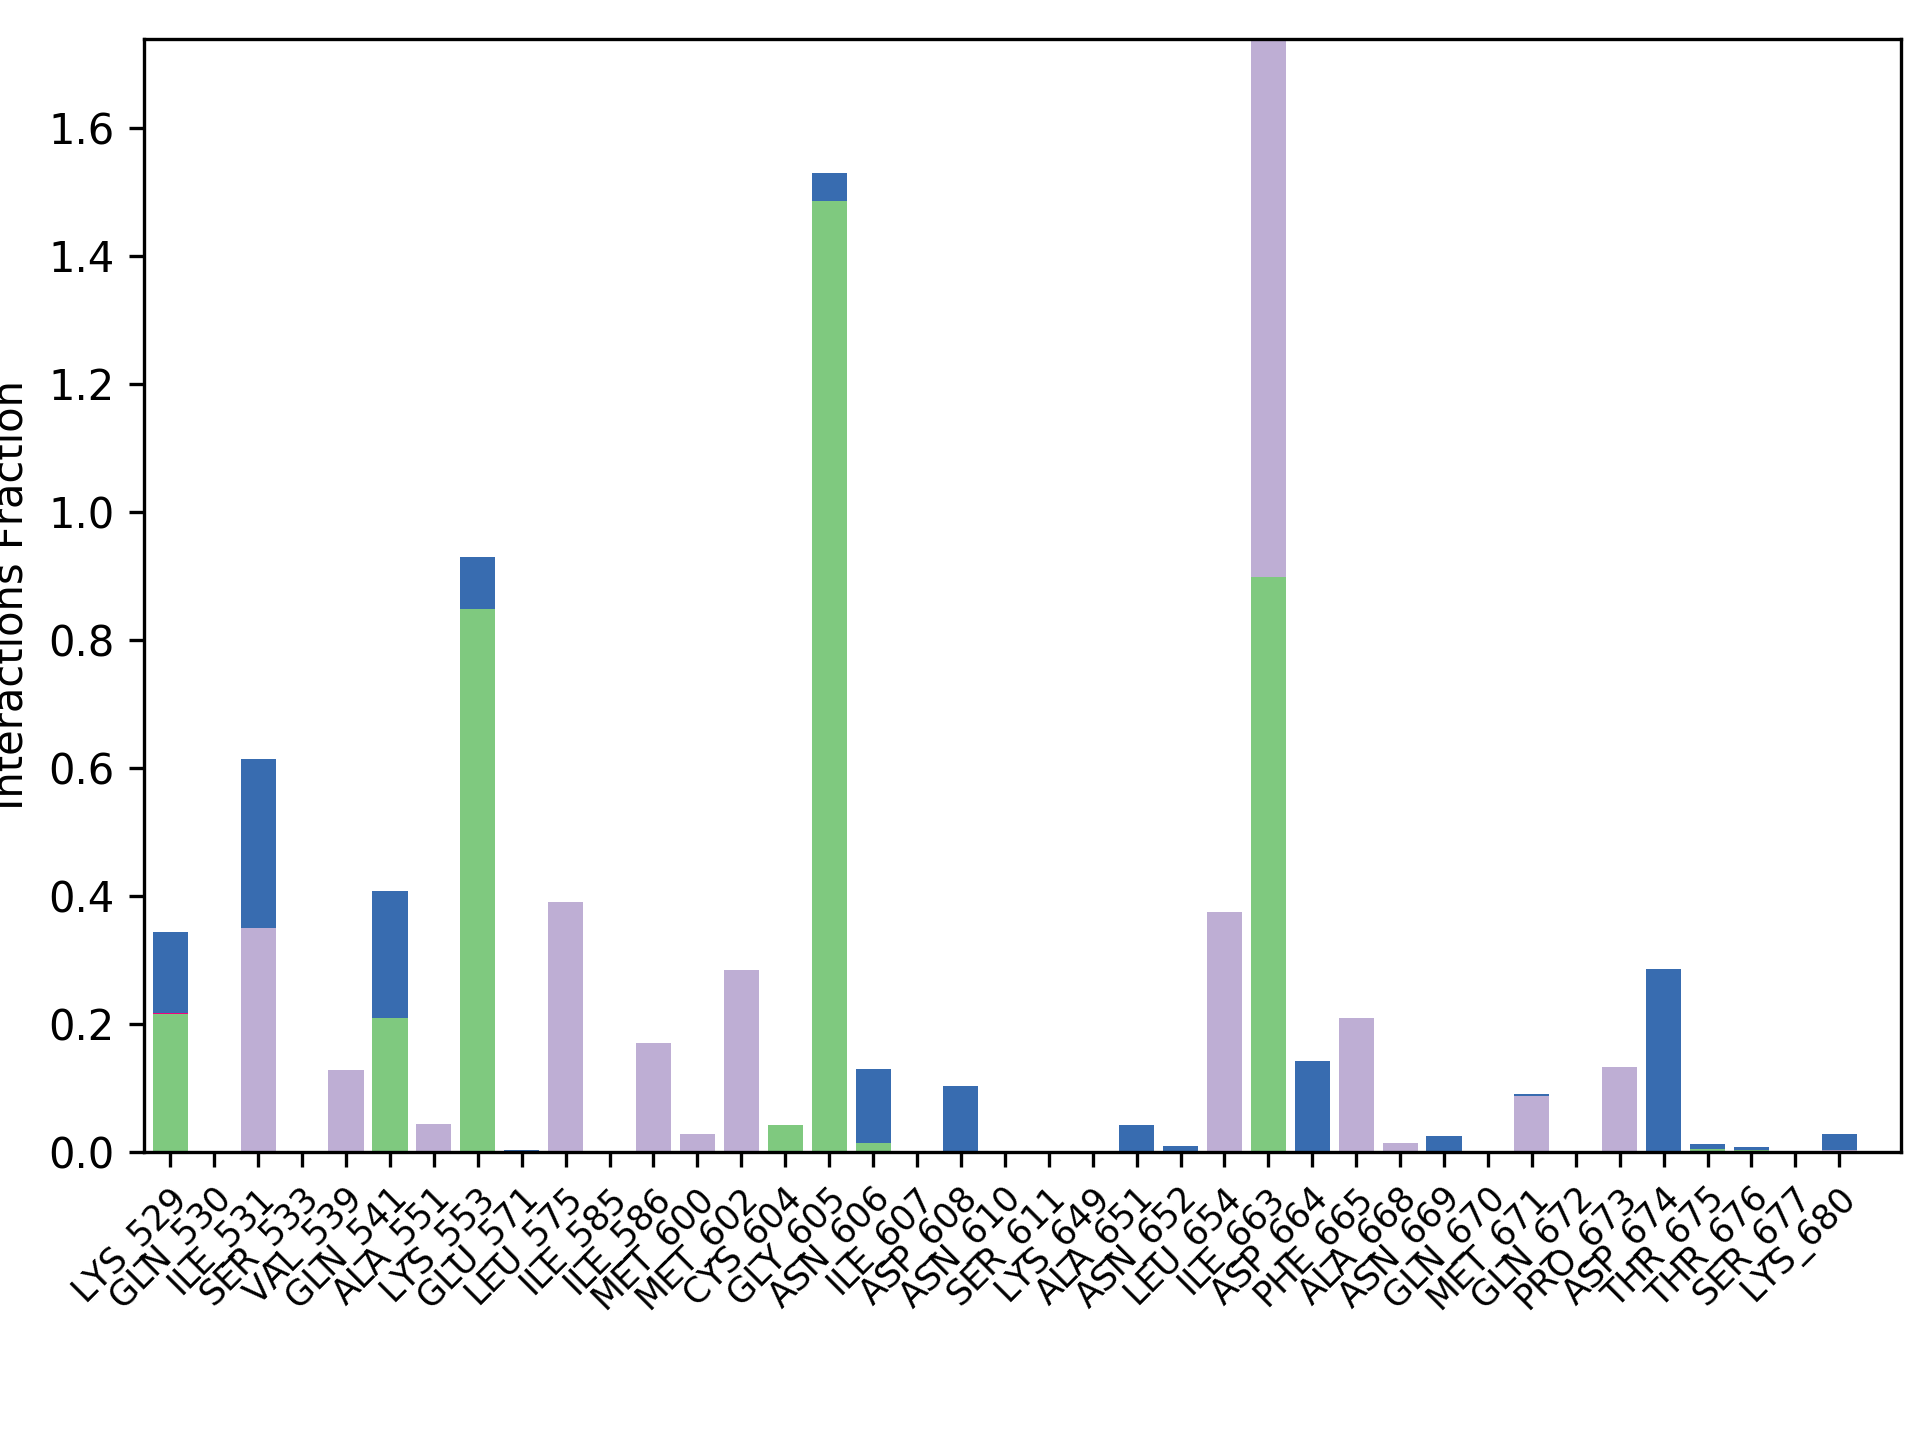 Interactions Fraction
1.6
1.4
1.2
1.0
0.8
0.6
0.4
0.2
0.0
LYS_529
GLN_530
ILE_531
SER_533
VAL_539
GLN_541
ALA_551
LYS_553
GLU_571
LEU_575
ILE_585
ILE_586
MET_600
MET_602
CYS_604
GLY_605
ASN_606
ILE_607
ASP_608
ASN_610
SER_611
LYS_649
ALA_651
ASN_652
LEU_654
ILE_663
ASP_664
PHE_665
ALA_668
ASN_669
GLN_670
MET_671
GLN_672
PRO_673
ASP_674
THR_675
THR_676
SER_677
LYS_680